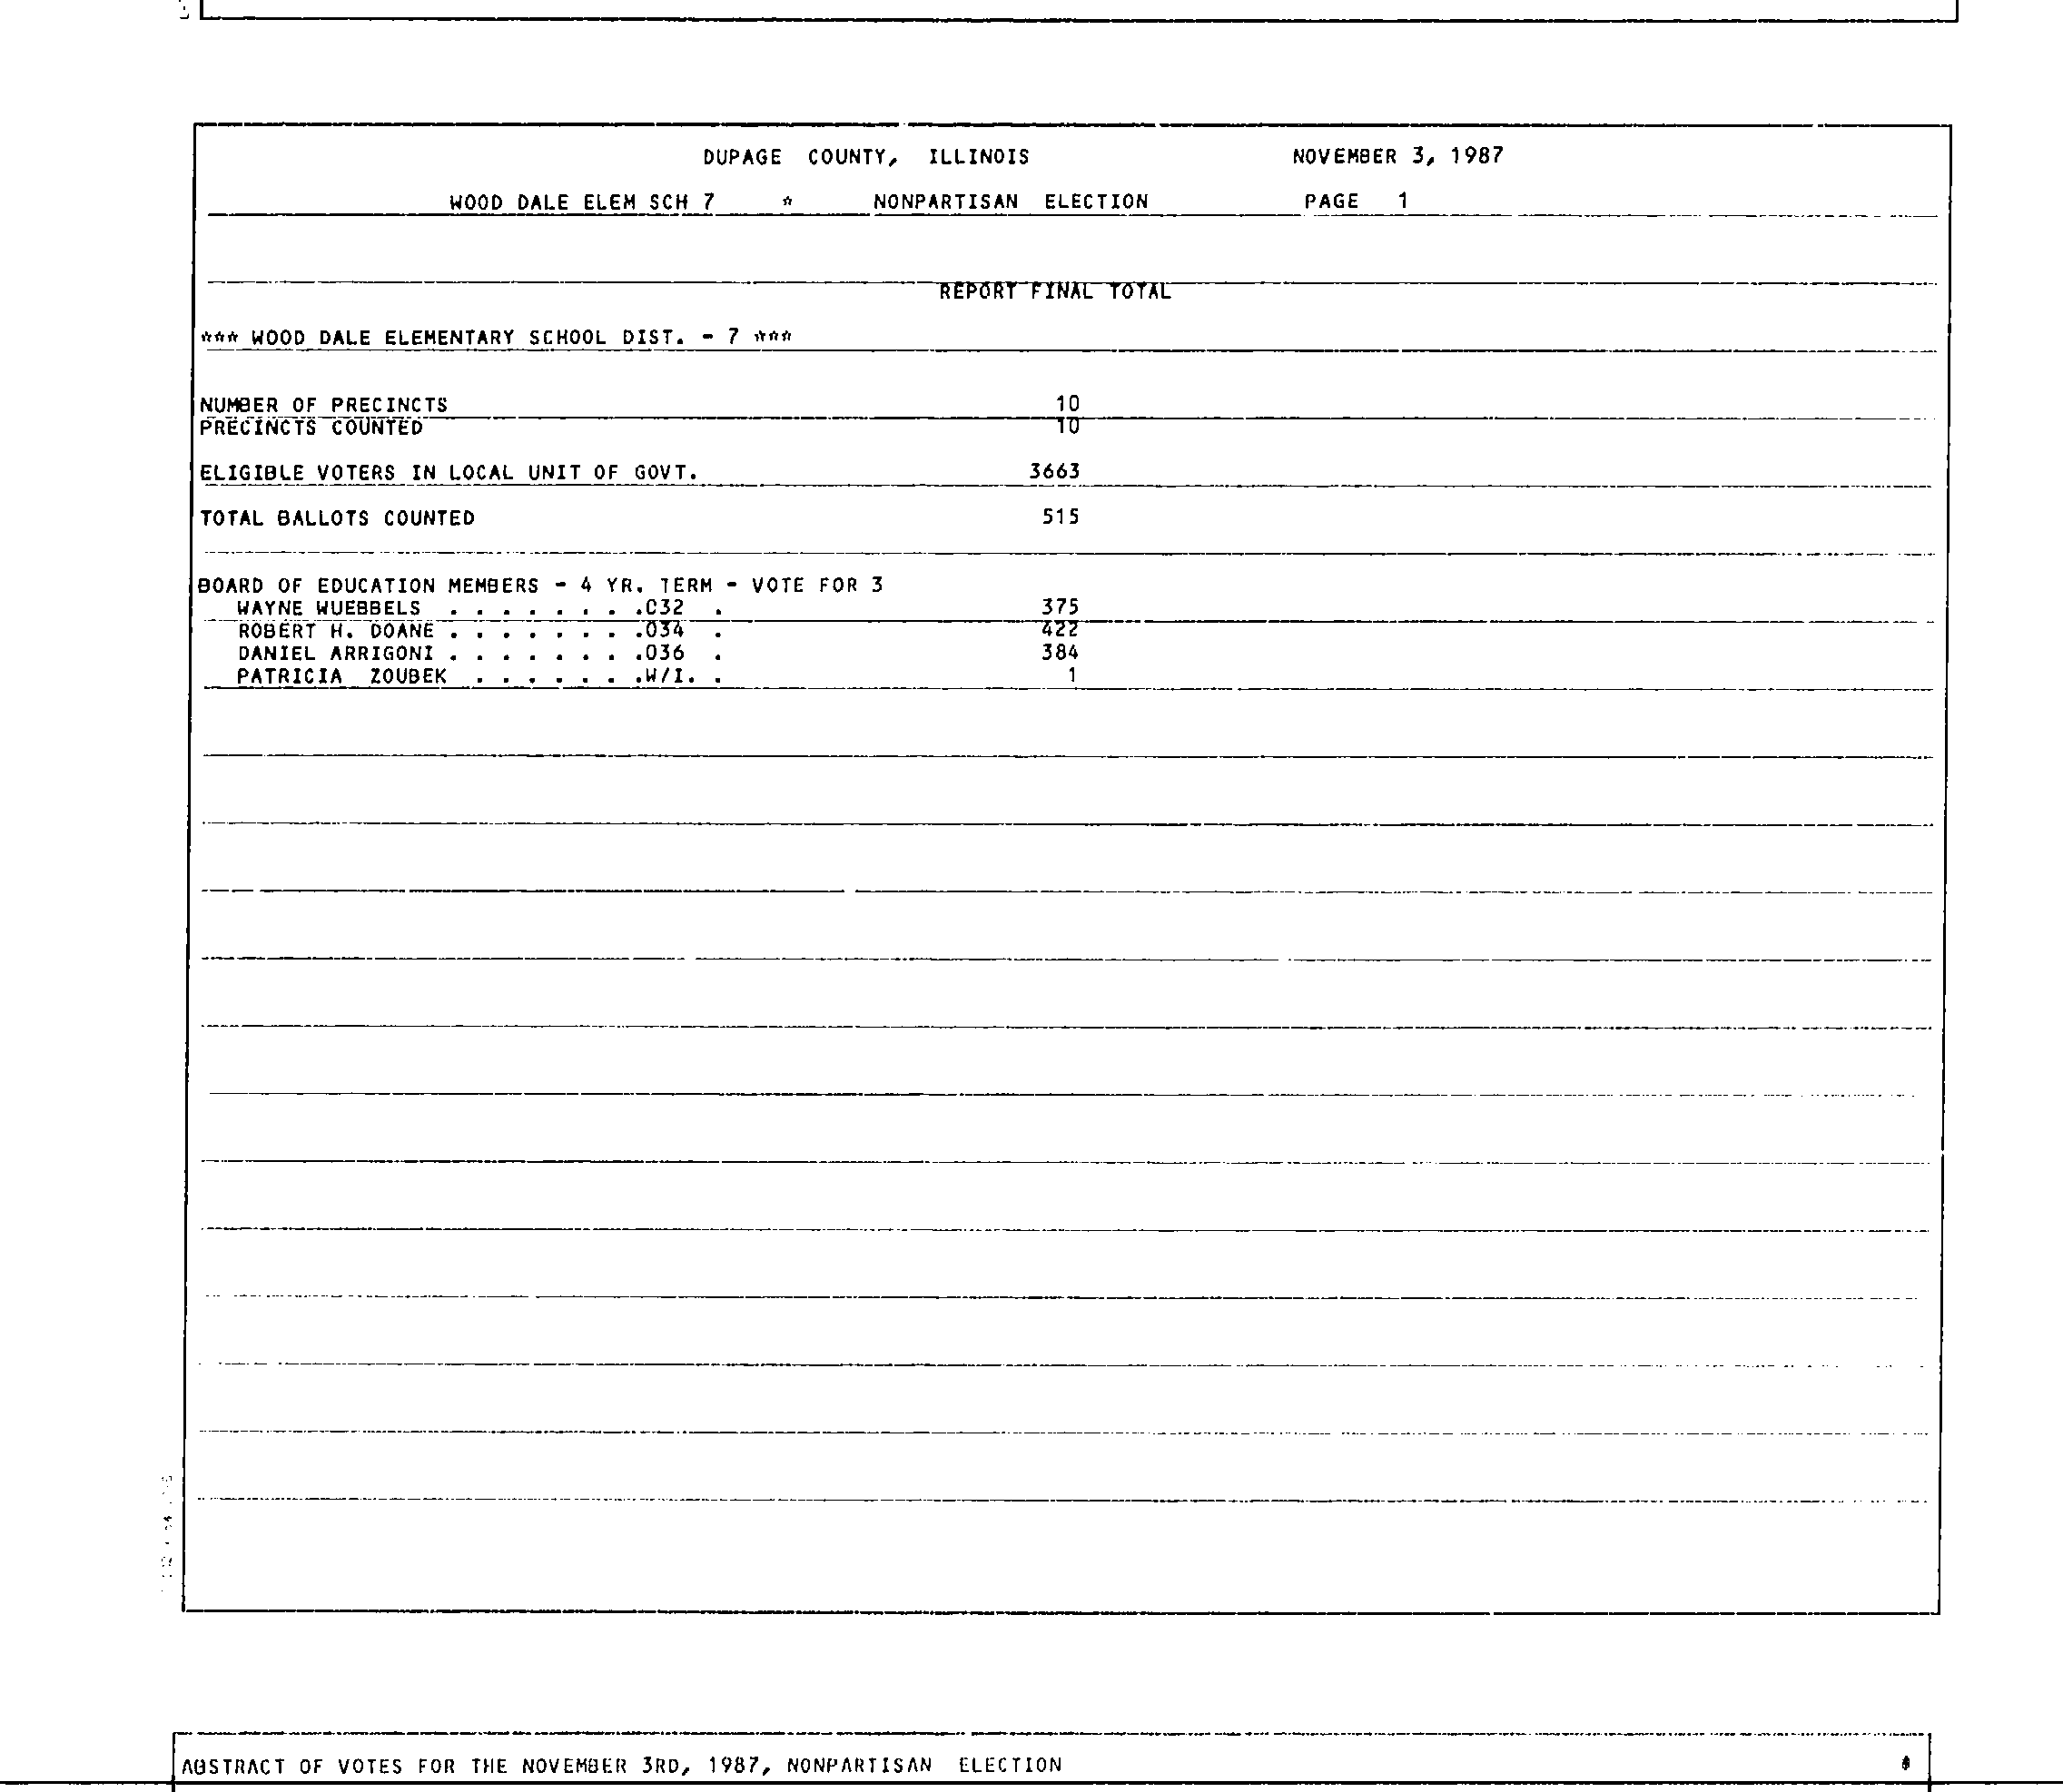 DUPAGE COUNTY, ILLINOIS NOVEMBER 3, 1987
WOOD DALE ELEM SCH 7 * NONPARTISAN ELECTION PAGE 1
REPORT FINAL TOTAL
*** WOOD DALE ELEMENTARY SCHOOL DIST. - 7 ***
NUMBER OF PRECINCTS 10
PRECINCTS COUNTED 10
ELIGIBLE VOTERS IN LOCAL UNIT OF GOVT. 3663
TOTAL BALLOTS COUNTED 515
BOARD OF EDUCATION MEMBERS - 4 YR. TERM - VOTE FOR 3
WAYNE WUEBBELS . . . . . . . .032 . 375
ROBERT H. DOANE . . . . . . . .034 . 422
DANIEL ARRIGONI . . . . . . . .036 . 384
PATRICIA ZOUBEK . . . . . . .W/I. . 1
ABSTRACT OF VOTES FOR THE NOVEMBER 3RD, 1987, NONPARTISAN ELECTION